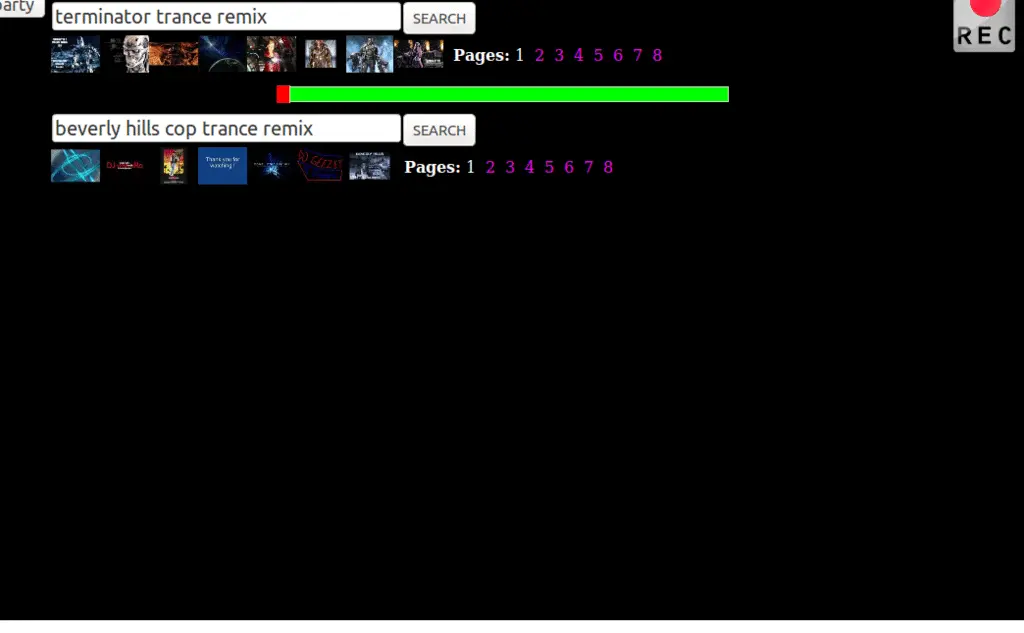 party
terminator trance remix SEARCH
REC
Pages: 1 2 3 4 5 6 7 8
beverly hills cop trance remix SEARCH
Thank you for watching !
Pages: 1 2 3 4 5 6 7 8